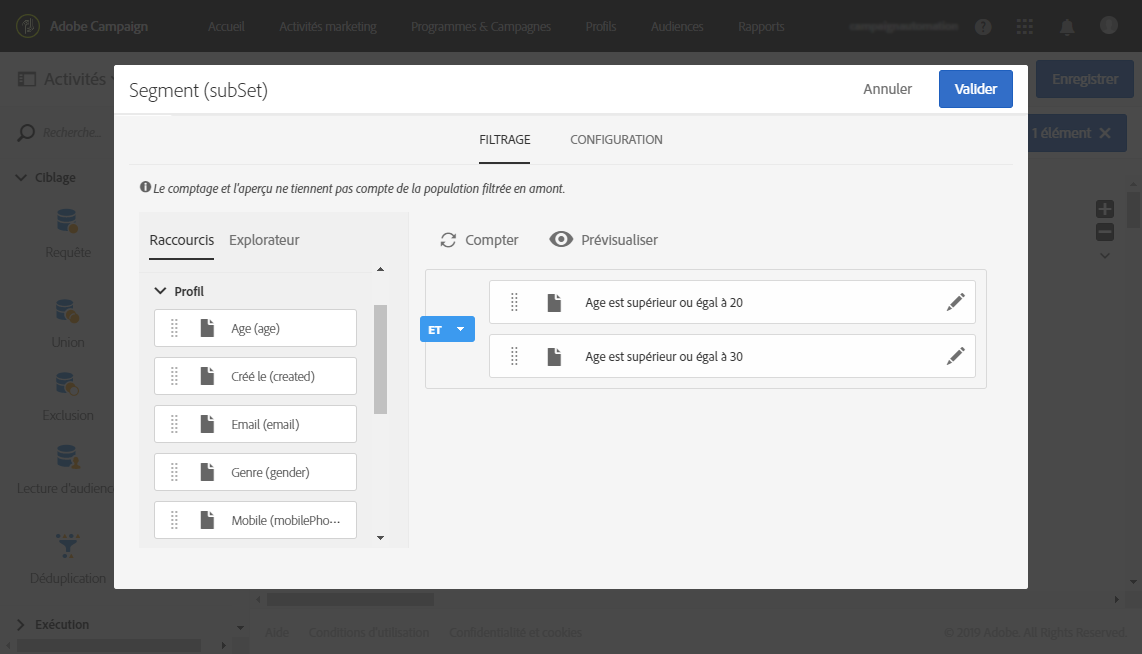 Adobe Campaign
Accueil
Activités marketing
Programmes & Campagnes
Profils
Audiences
Rapports
Activités
Enregistrer
Segment (subSet)
Annuler
Valider
Recherche...
1 élément
FILTRAGE
CONFIGURATION
Ciblage
Le comptage et l'aperçu ne tiennent pas compte de la population filtrée en amont.
Requête
Union
Exclusion
Lecture d'audienc
Déduplication
Exécution
Raccourcis
Explorateur
Profil
Age (age)
Créé le (created)
Email (email)
Genre (gender)
Mobile (mobilePho···
Compter
Prévisualiser
ET
Age est supérieur ou égal à 20
Age est supérieur ou égal à 30
Aide
Conditions d'utilisation
Confidentialité et cookies
© 2019 Adobe. All Rights Reserved.